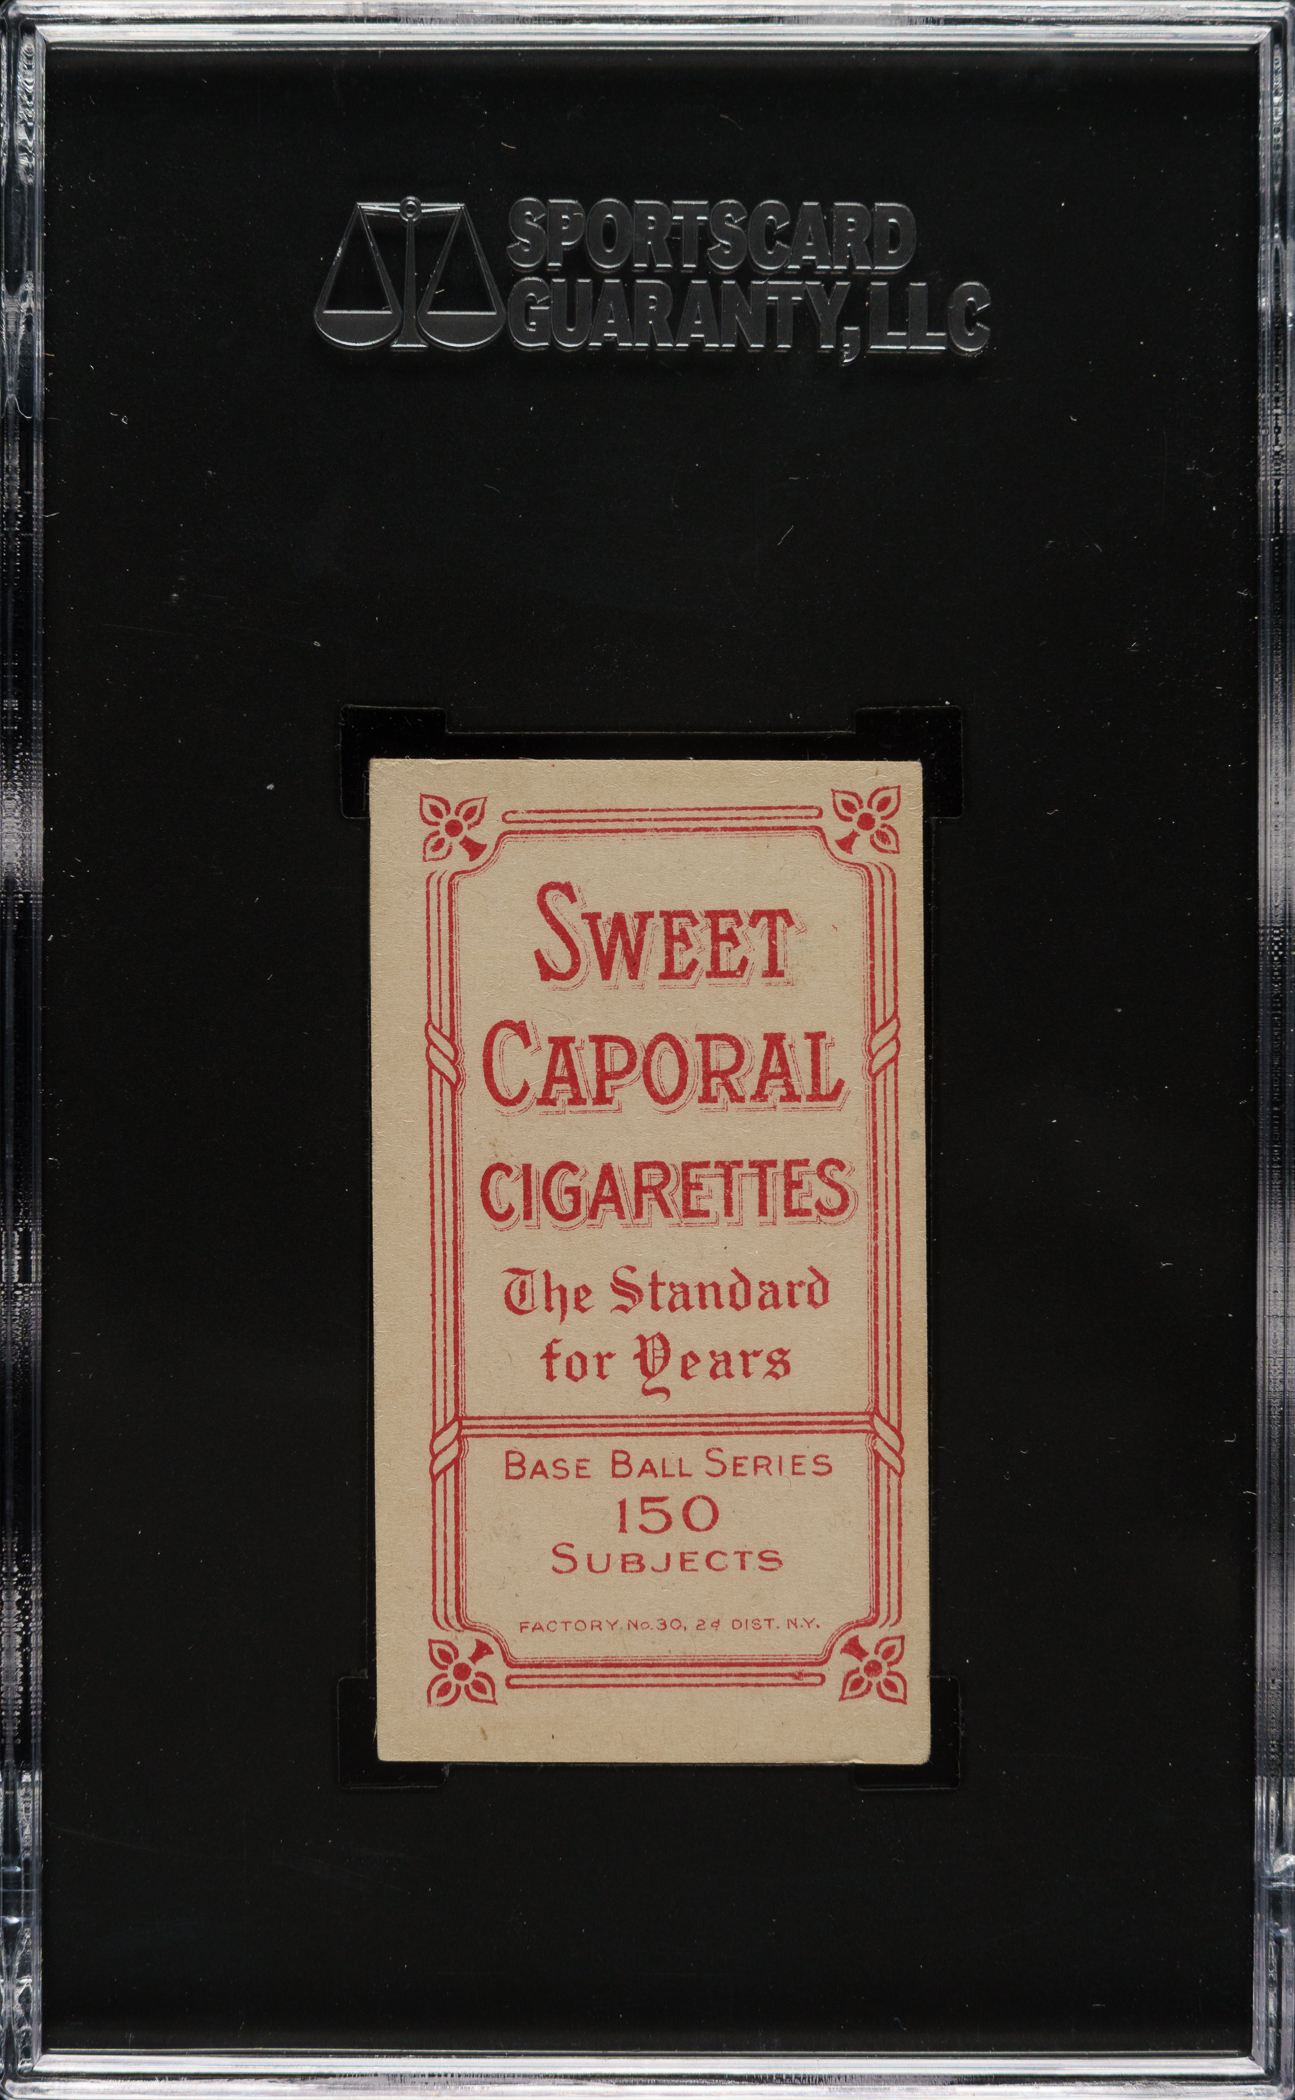 SPORTSCARD
GUARANTY, LLC
SWEET
CAPORAL
CIGARETTES
The Standard
for Years
BASE BALL SERIES
150
SUBJECTS
FACTORY No. 30, 2d DIST. N.Y.